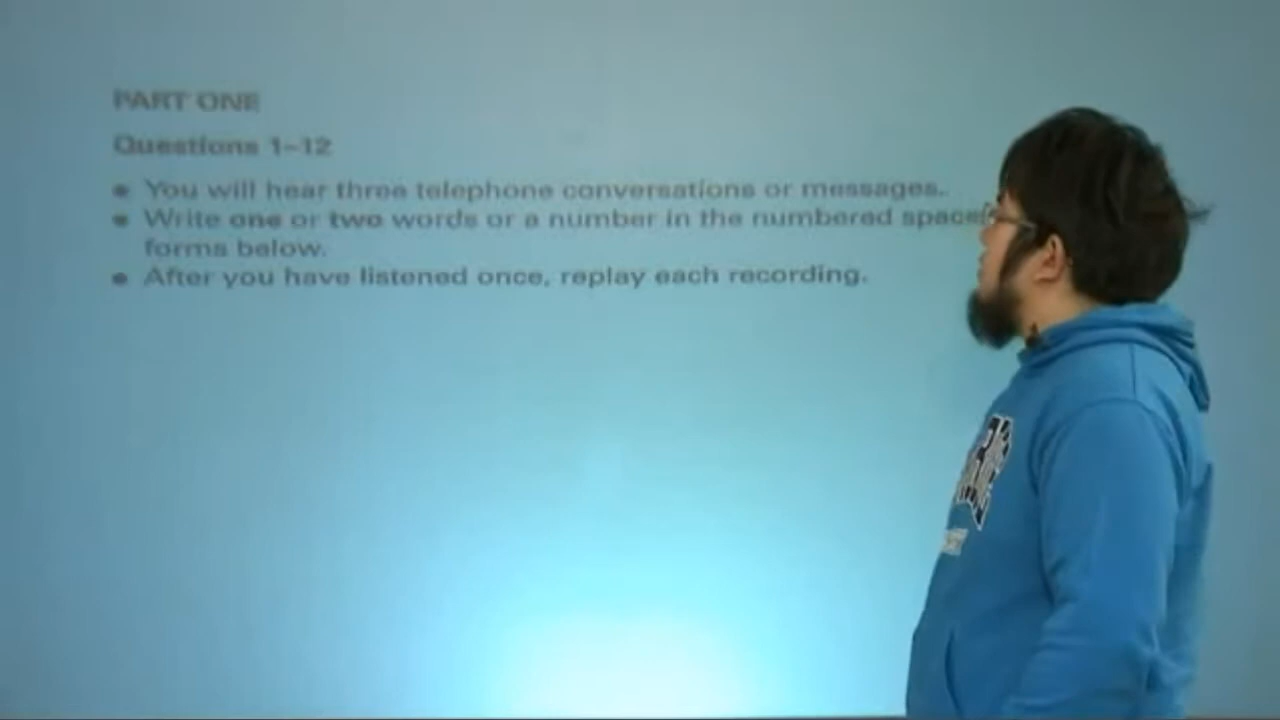 PART ONE
Questions 1–12
● You will hear three telephone conversations or messages.
● Write one or two words or a number in the numbered space
forms below.
● After you have listened once, replay each recording.